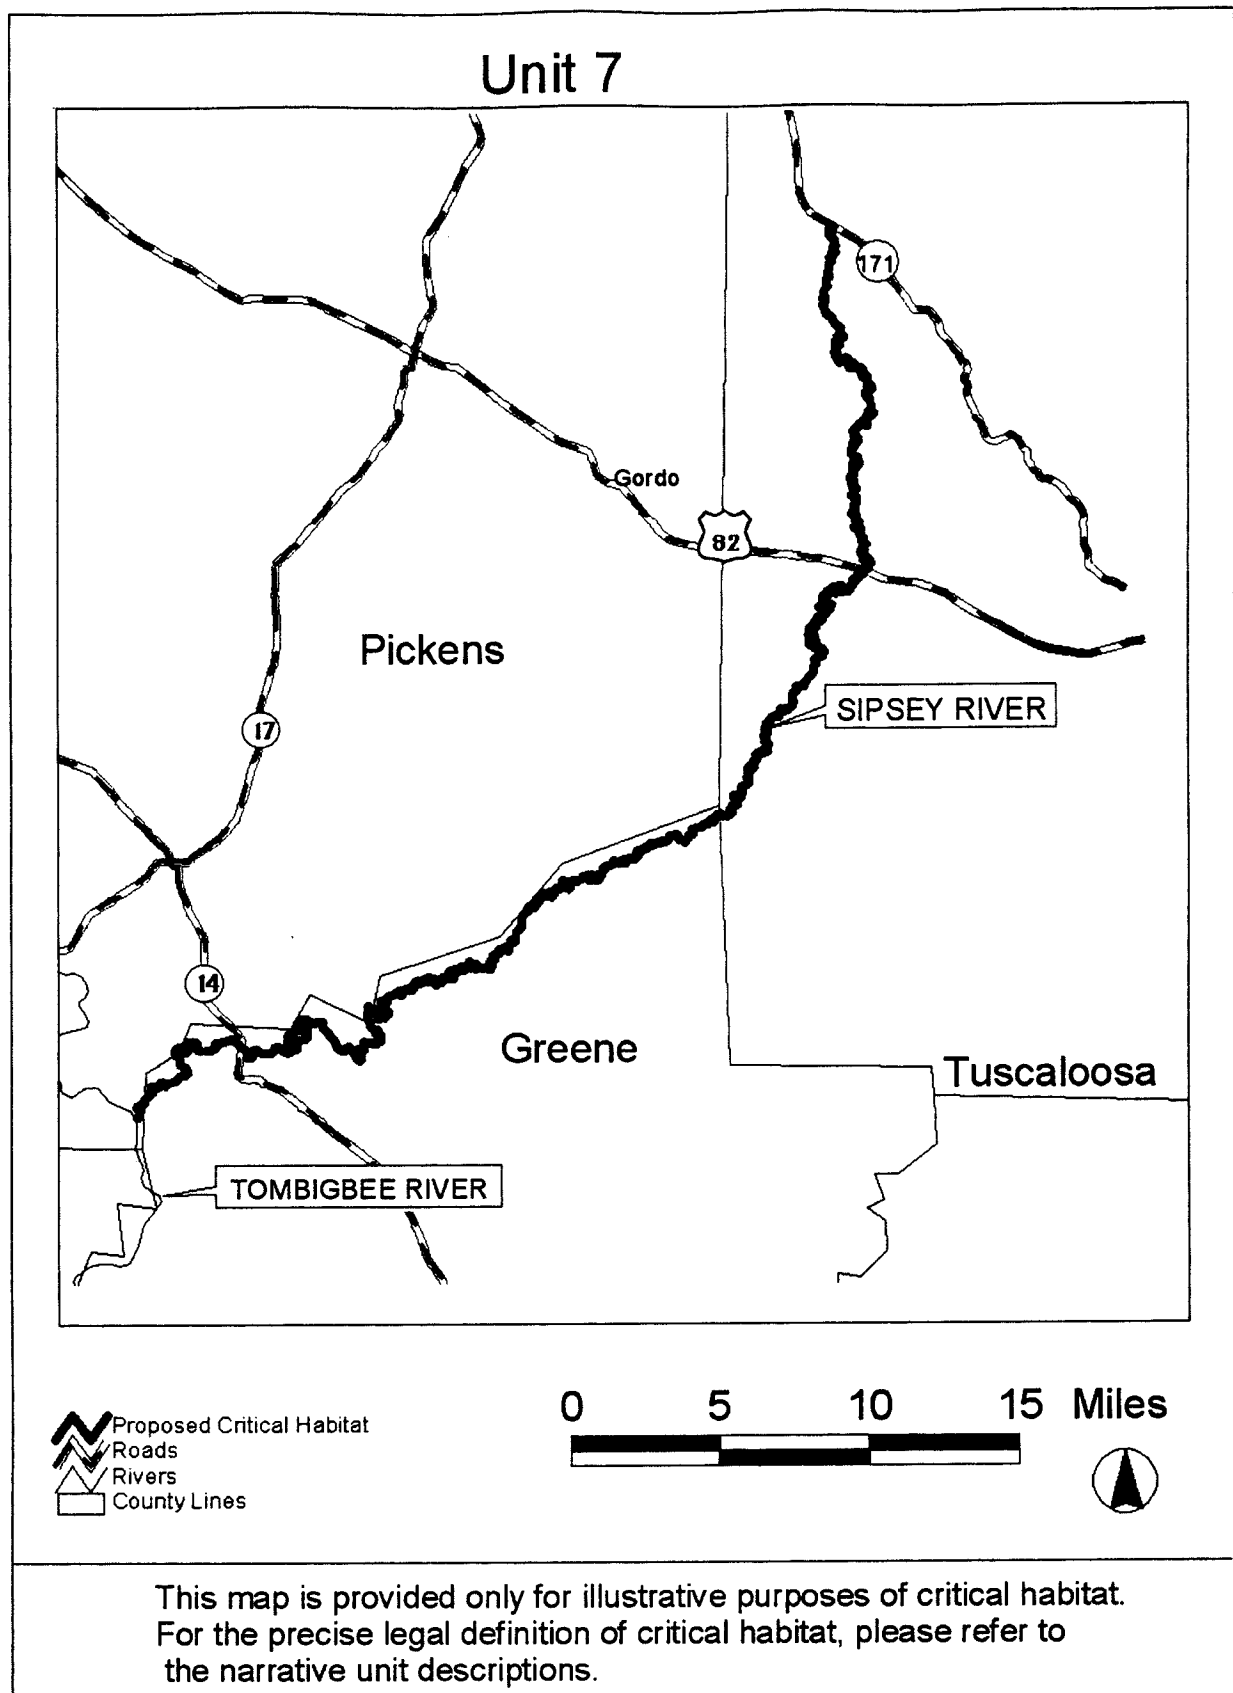 Unit 7
171
Gordo
82
Pickens
SIPSEY RIVER
17
14
Greene
Tuscaloosa
TOMBIGBEE RIVER
0 5 10 15 Miles
Proposed Critical Habitat
Roads
Rivers
County Lines
This map is provided only for illustrative purposes of critical habitat.
For the precise legal definition of critical habitat, please refer to
the narrative unit descriptions.